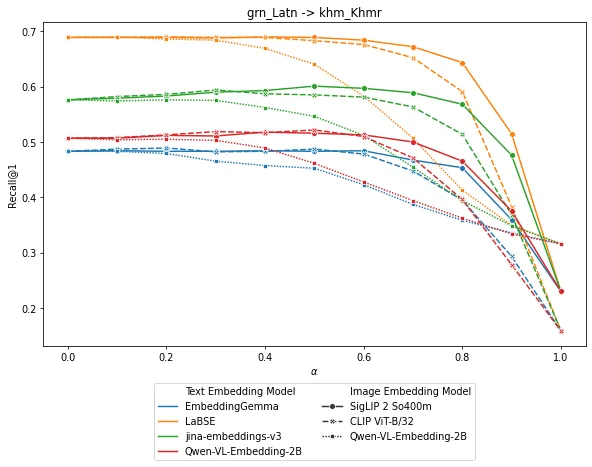 grn_Latn -> khm_Khmr
Recall@1
0.7
0.6
0.5
0.4
0.3
0.2
0.0
0.2
0.4
0.6
0.8
1.0
α
Text Embedding Model
EmbeddingGemma
LaBSE
jina-embeddings-v3
Qwen-VL-Embedding-2B
Image Embedding Model
SigLIP 2 So400m
CLIP ViT-B/32
Qwen-VL-Embedding-2B